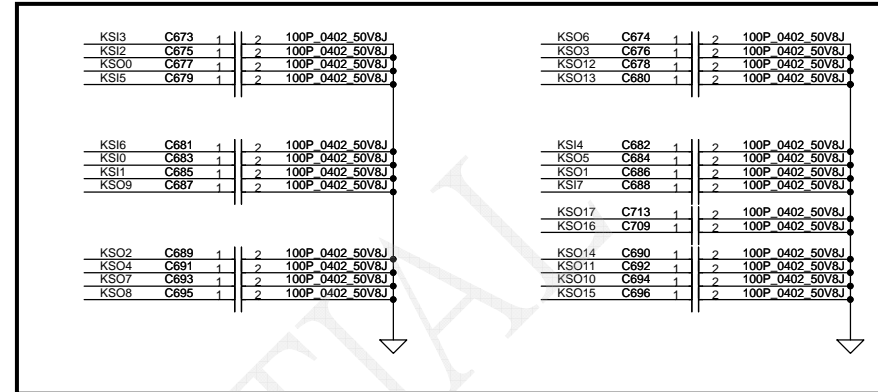 KSI3 C673 1 2 100P_0402_50V8J
KSI2 C675 1 2 100P_0402_50V8J
KSO0 C677 1 2 100P_0402_50V8J
KSI5 C679 1 2 100P_0402_50V8J
KSI6 C681 1 2 100P_0402_50V8J
KSI0 C683 1 2 100P_0402_50V8J
KSI1 C685 1 2 100P_0402_50V8J
KSO9 C687 1 2 100P_0402_50V8J
KSO2 C689 1 2 100P_0402_50V8J
KSO4 C691 1 2 100P_0402_50V8J
KSO7 C693 1 2 100P_0402_50V8J
KSO8 C695 1 2 100P_0402_50V8J
KSO6 C674 1 2 100P_0402_50V8J
KSO3 C676 1 2 100P_0402_50V8J
KSO12 C678 1 2 100P_0402_50V8J
KSO13 C680 1 2 100P_0402_50V8J
KSI4 C682 1 2 100P_0402_50V8J
KSO5 C684 1 2 100P_0402_50V8J
KSO1 C686 1 2 100P_0402_50V8J
KSI7 C688 1 2 100P_0402_50V8J
KSO17 C713 1 2 100P_0402_50V8J
KSO16 C709 1 2 100P_0402_50V8J
KSO14 C690 1 2 100P_0402_50V8J
KSO11 C692 1 2 100P_0402_50V8J
KSO10 C694 1 2 100P_0402_50V8J
KSO15 C696 1 2 100P_0402_50V8J
TIAL